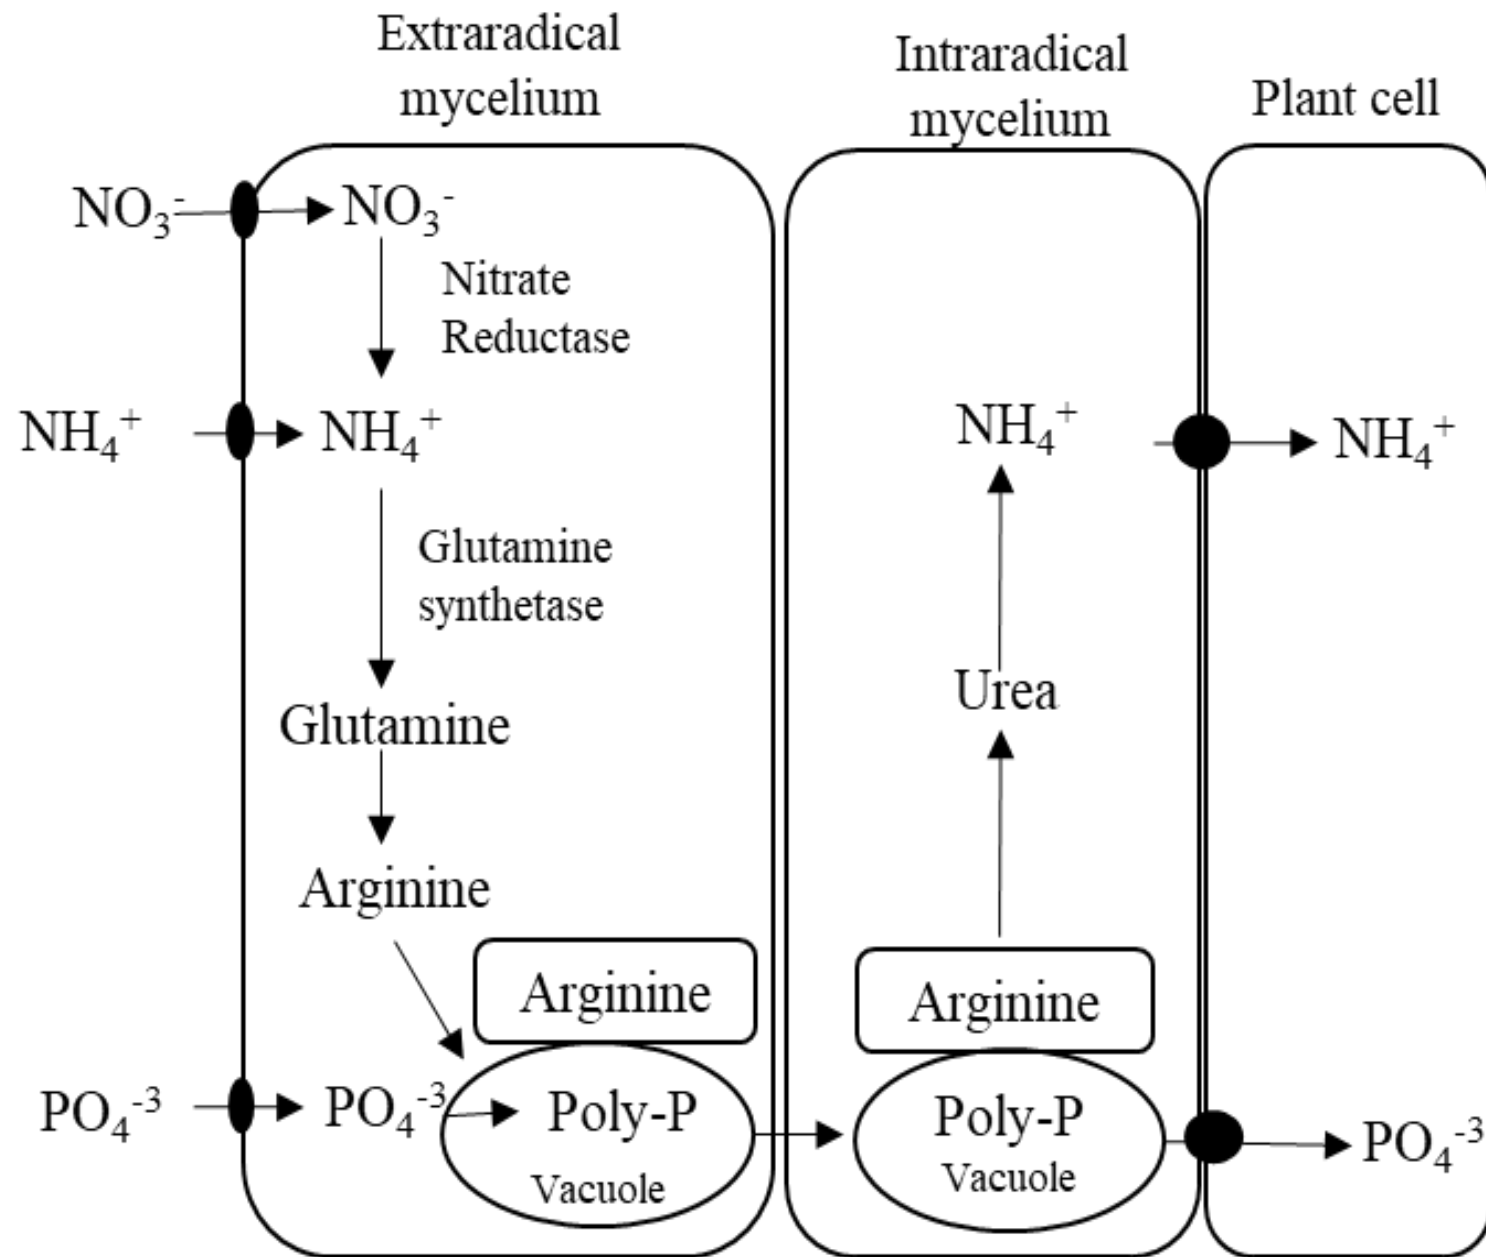 Extraradical
mycelium
Intraradical
mycelium
Plant cell
NO₃⁻
NO₃⁻
Nitrate
Reductase
NH₄⁺
NH₄⁺
NH₄⁺
NH₄⁺
Glutamine
synthetase
Glutamine
Urea
Arginine
Arginine
Arginine
PO₄⁻³
PO₄⁻³
Poly-P
Vacuole
Poly-P
Vacuole
PO₄⁻³